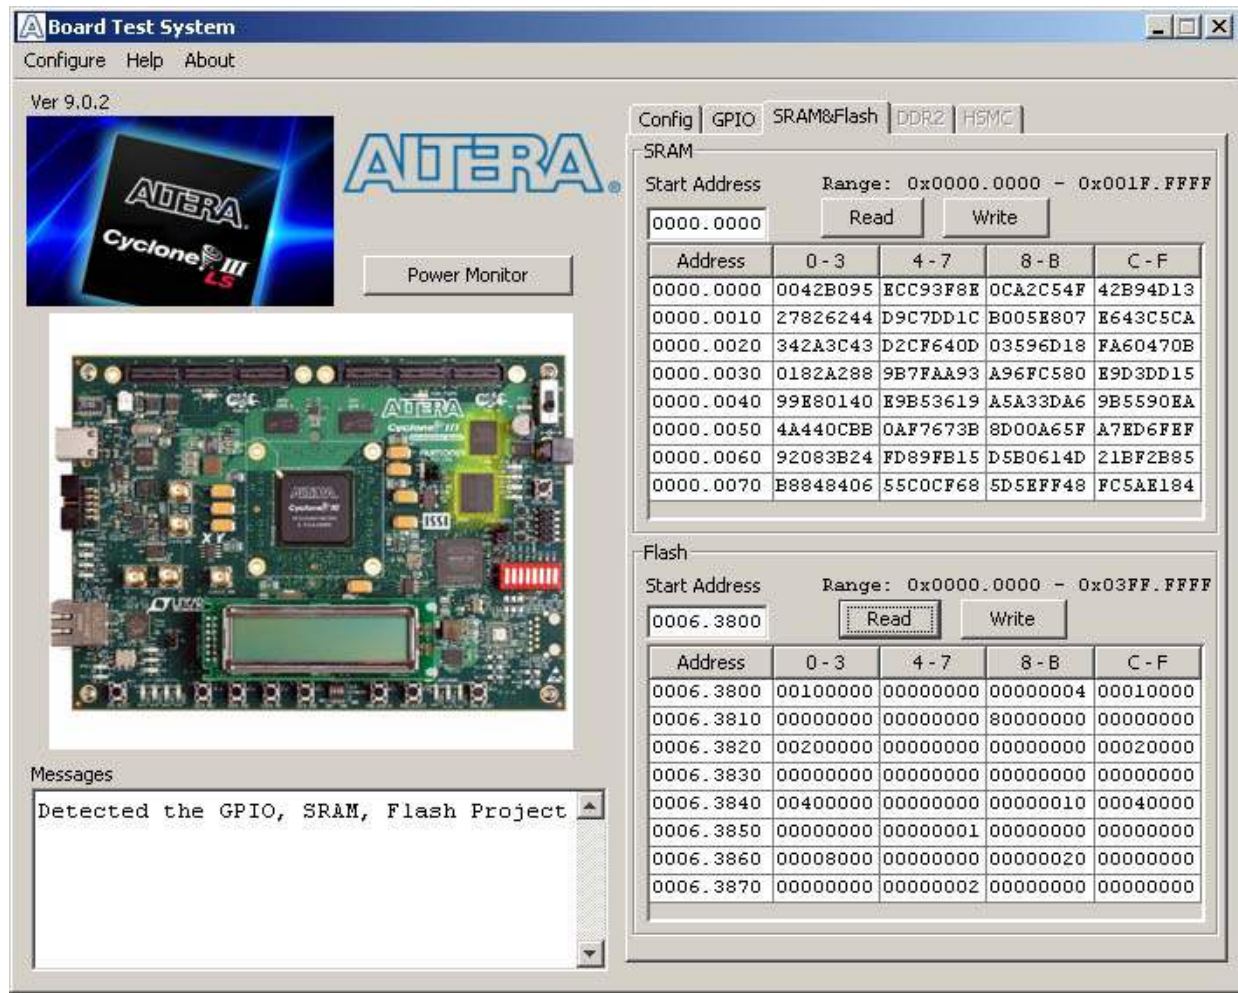 Board Test System
Configure Help About
Ver 9.0.2
ALTERA
Cyclone III
LS
ALTERA®
Power Monitor
ALTERA
Cyclone III
ALTERA
Cyclone III
ISSI
X Y
Messages
Detected the GPIO, SRAM, Flash Project
Config GPIO SRAM&Flash DDR2 HSMC
SRAM
Start Address Range: 0x0000.0000 - 0x001F.FFFF
0000.0000 Read Write
Address 0 - 3 4 - 7 8 - B C - F
0000.0000 0042B095 ECC93F8E 0CA2C54F 42B94D13
0000.0010 27826244 D9C7DD1C B005E807 E643C5CA
0000.0020 342A3C43 D2CF640D 03596D18 FA60470B
0000.0030 0182A288 9B7FAA93 A96FC580 E9D3DD15
0000.0040 99E80140 E9B53619 A5A33DA6 9B5590EA
0000.0050 4A440CBB 0AF7673B 8D00A65F A7ED6FEF
0000.0060 92083B24 FD89FB15 D5B0614D 21BF2B85
0000.0070 B8848406 55C0CF68 5D5EFF48 FC5AE184
Flash
Start Address Range: 0x0000.0000 - 0x03FF.FFFF
0006.3800 Read Write
Address 0 - 3 4 - 7 8 - B C - F
0006.3800 00100000 00000000 00000004 00010000
0006.3810 00000000 00000000 80000000 00000000
0006.3820 00200000 00000000 00000000 00020000
0006.3830 00000000 00000000 00000000 00000000
0006.3840 00400000 00000000 00000010 00040000
0006.3850 00000000 00000001 00000000 00000000
0006.3860 00008000 00000000 00000020 00000000
0006.3870 00000000 00000002 00000000 00000000